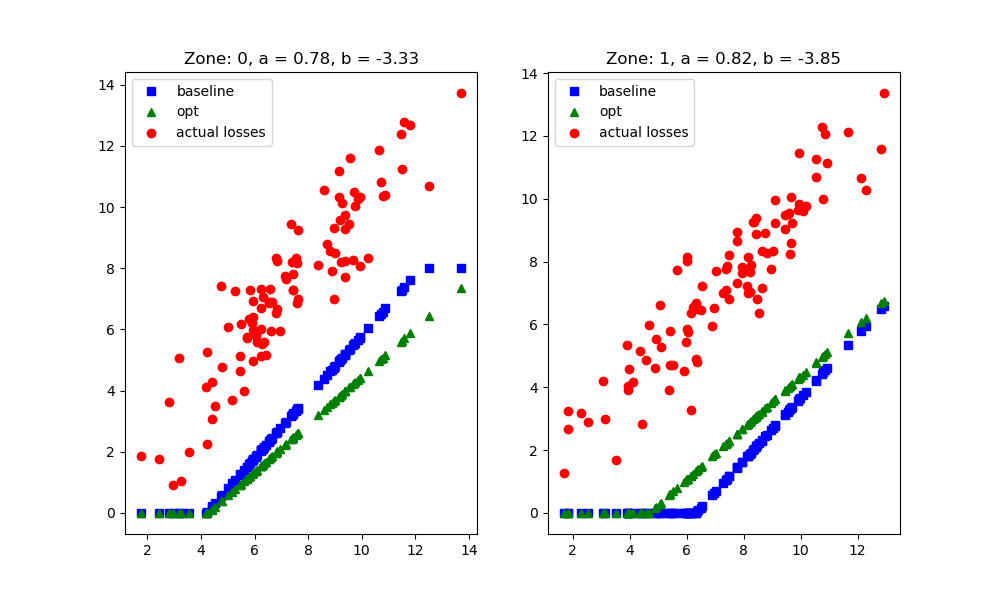 Zone: 0, a = 0.78, b = -3.33
baseline
opt
actual losses
14
12
10
8
6
4
2
0
2 4 6 8 10 12 14
Zone: 1, a = 0.82, b = -3.85
baseline
opt
actual losses
14
12
10
8
6
4
2
0
2 4 6 8 10 12